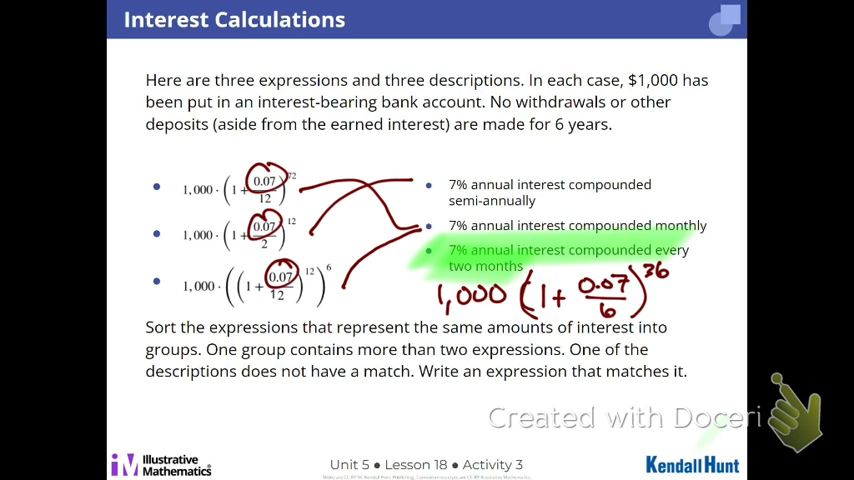 Interest Calculations
Here are three expressions and three descriptions. In each case, $1,000 has
been put in an interest-bearing bank account. No withdrawals or other
deposits (aside from the earned interest) are made for 6 years.
• 1,000 · (1 + 0.07/12)^72
• 1,000 · (1 + 0.07/2)^12
• 1,000 · ((1 + 0.07/12)^12)^6
• 7% annual interest compounded
semi-annually
• 7% annual interest compounded monthly
• 7% annual interest compounded every
two months
1,000 (1 + 0.07/6)^36
Sort the expressions that represent the same amounts of interest into
groups. One group contains more than two expressions. One of the
descriptions does not have a match. Write an expression that matches it.
Created with Doceri
Illustrative
Mathematics®
Unit 5 ● Lesson 18 ● Activity 3
Kendall Hunt